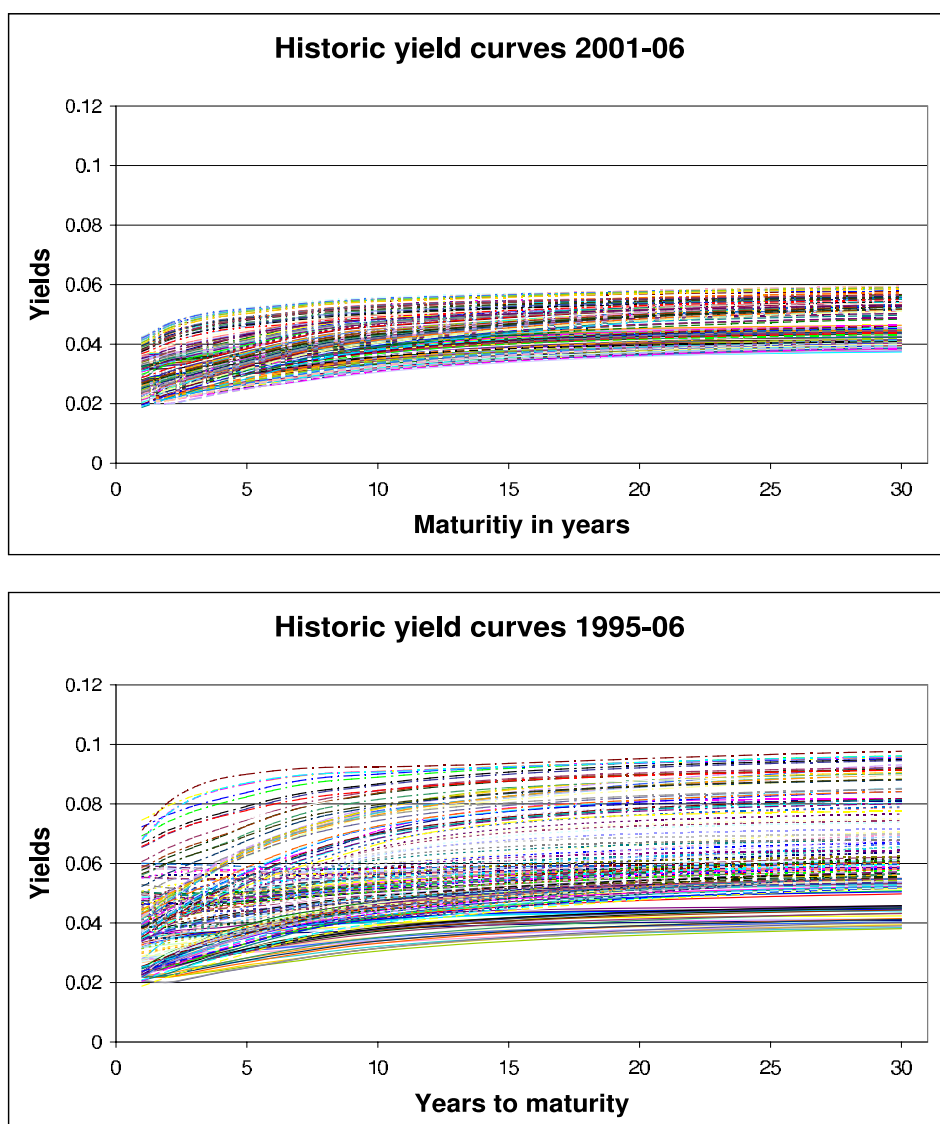 Historic yield curves 2001-06
0.12
0.1
0.08
0.06
0.04
0.02
0
Yields
0 5 10 15 20 25 30
Maturitiy in years
Historic yield curves 1995-06
0.12
0.1
0.08
0.06
0.04
0.02
0
Yields
0 5 10 15 20 25 30
Years to maturity